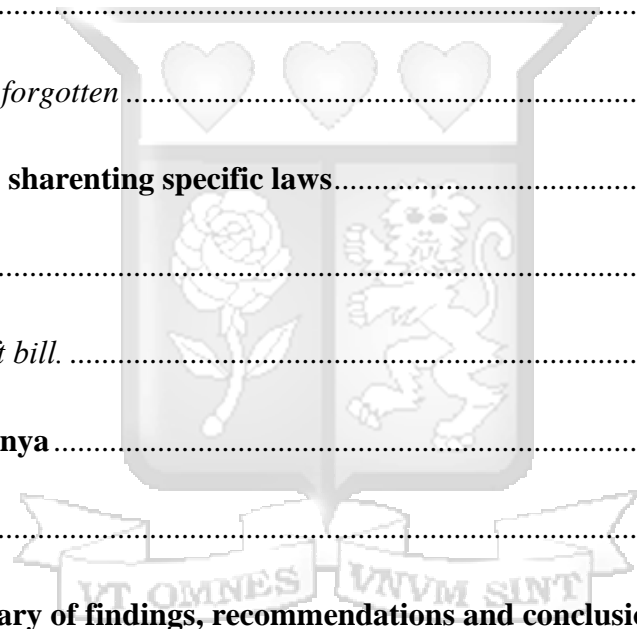 ....................................................................................
forgotten ..................................................................
sharenting specific laws......................................
....................................................................................
t bill. ........................................................................
nya..........................................................................
....................................................................................
VT OMNES VNVM SINT
ary of findings, recommendations and conclusio